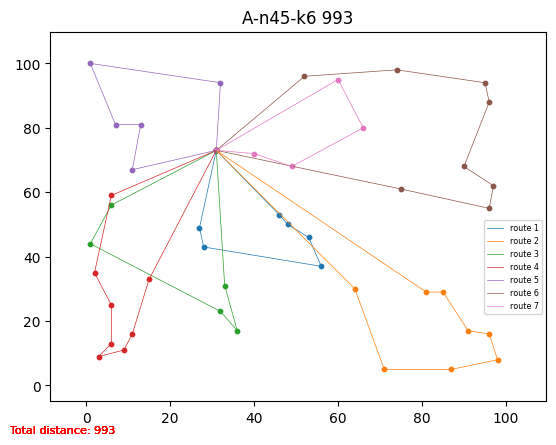 A-n45-k6 993
100
80
60
40
20
0
0 20 40 60 80 100
route 1
route 2
route 3
route 4
route 5
route 6
route 7
Total distance: 993